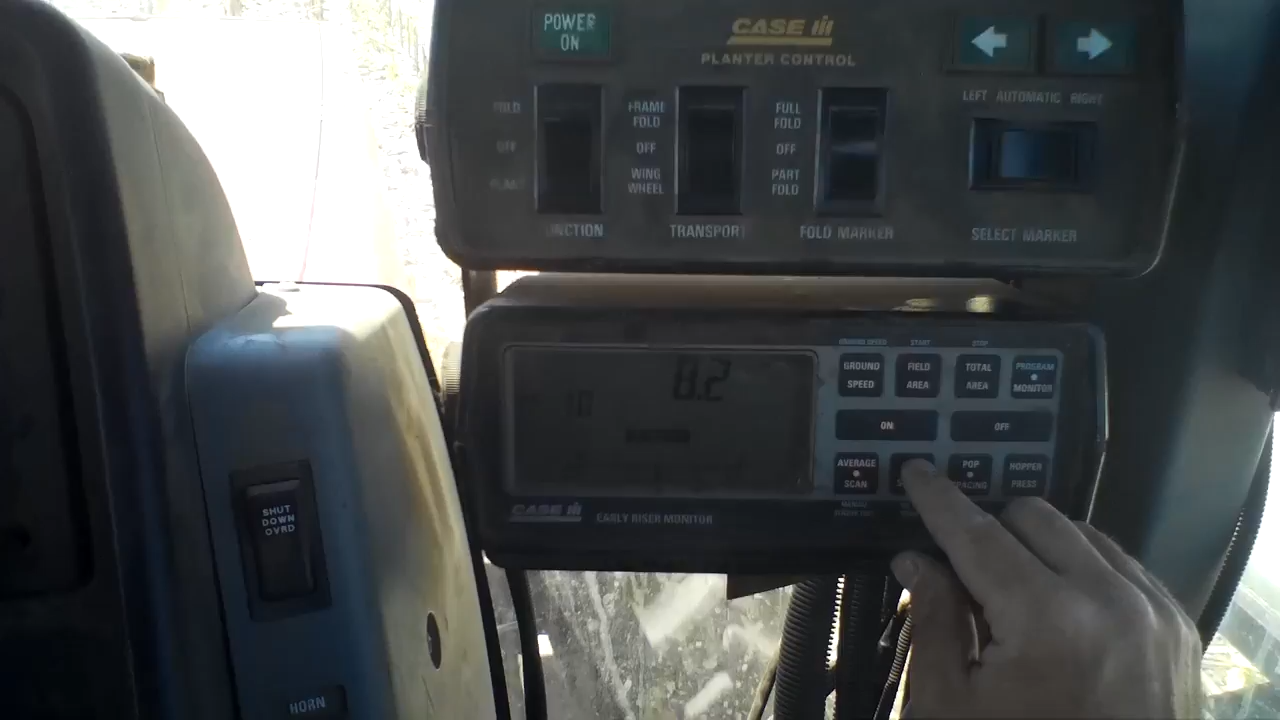 POWER
ON
CASE IH
PLANTER CONTROL
LEFT AUTOMATIC RIGHT
FOLD
OFF
FRAME
FOLD
OFF
WING
WHEEL
FULL
FOLD
OFF
PART
FOLD
TRANSPORT
FOLD MARKER
SELECT MARKER
0.2
10
GROUND SPEED
START
STOP
GROUND
SPEED
FIELD
AREA
TOTAL
AREA
PROGRAM
MONITOR
ON
OFF
AVERAGE
SCAN
POP
SPACING
HOPPER
PRESS
CASE IH
EARLY RISER MONITOR
SHUT
DOWN
OVRD
HORN